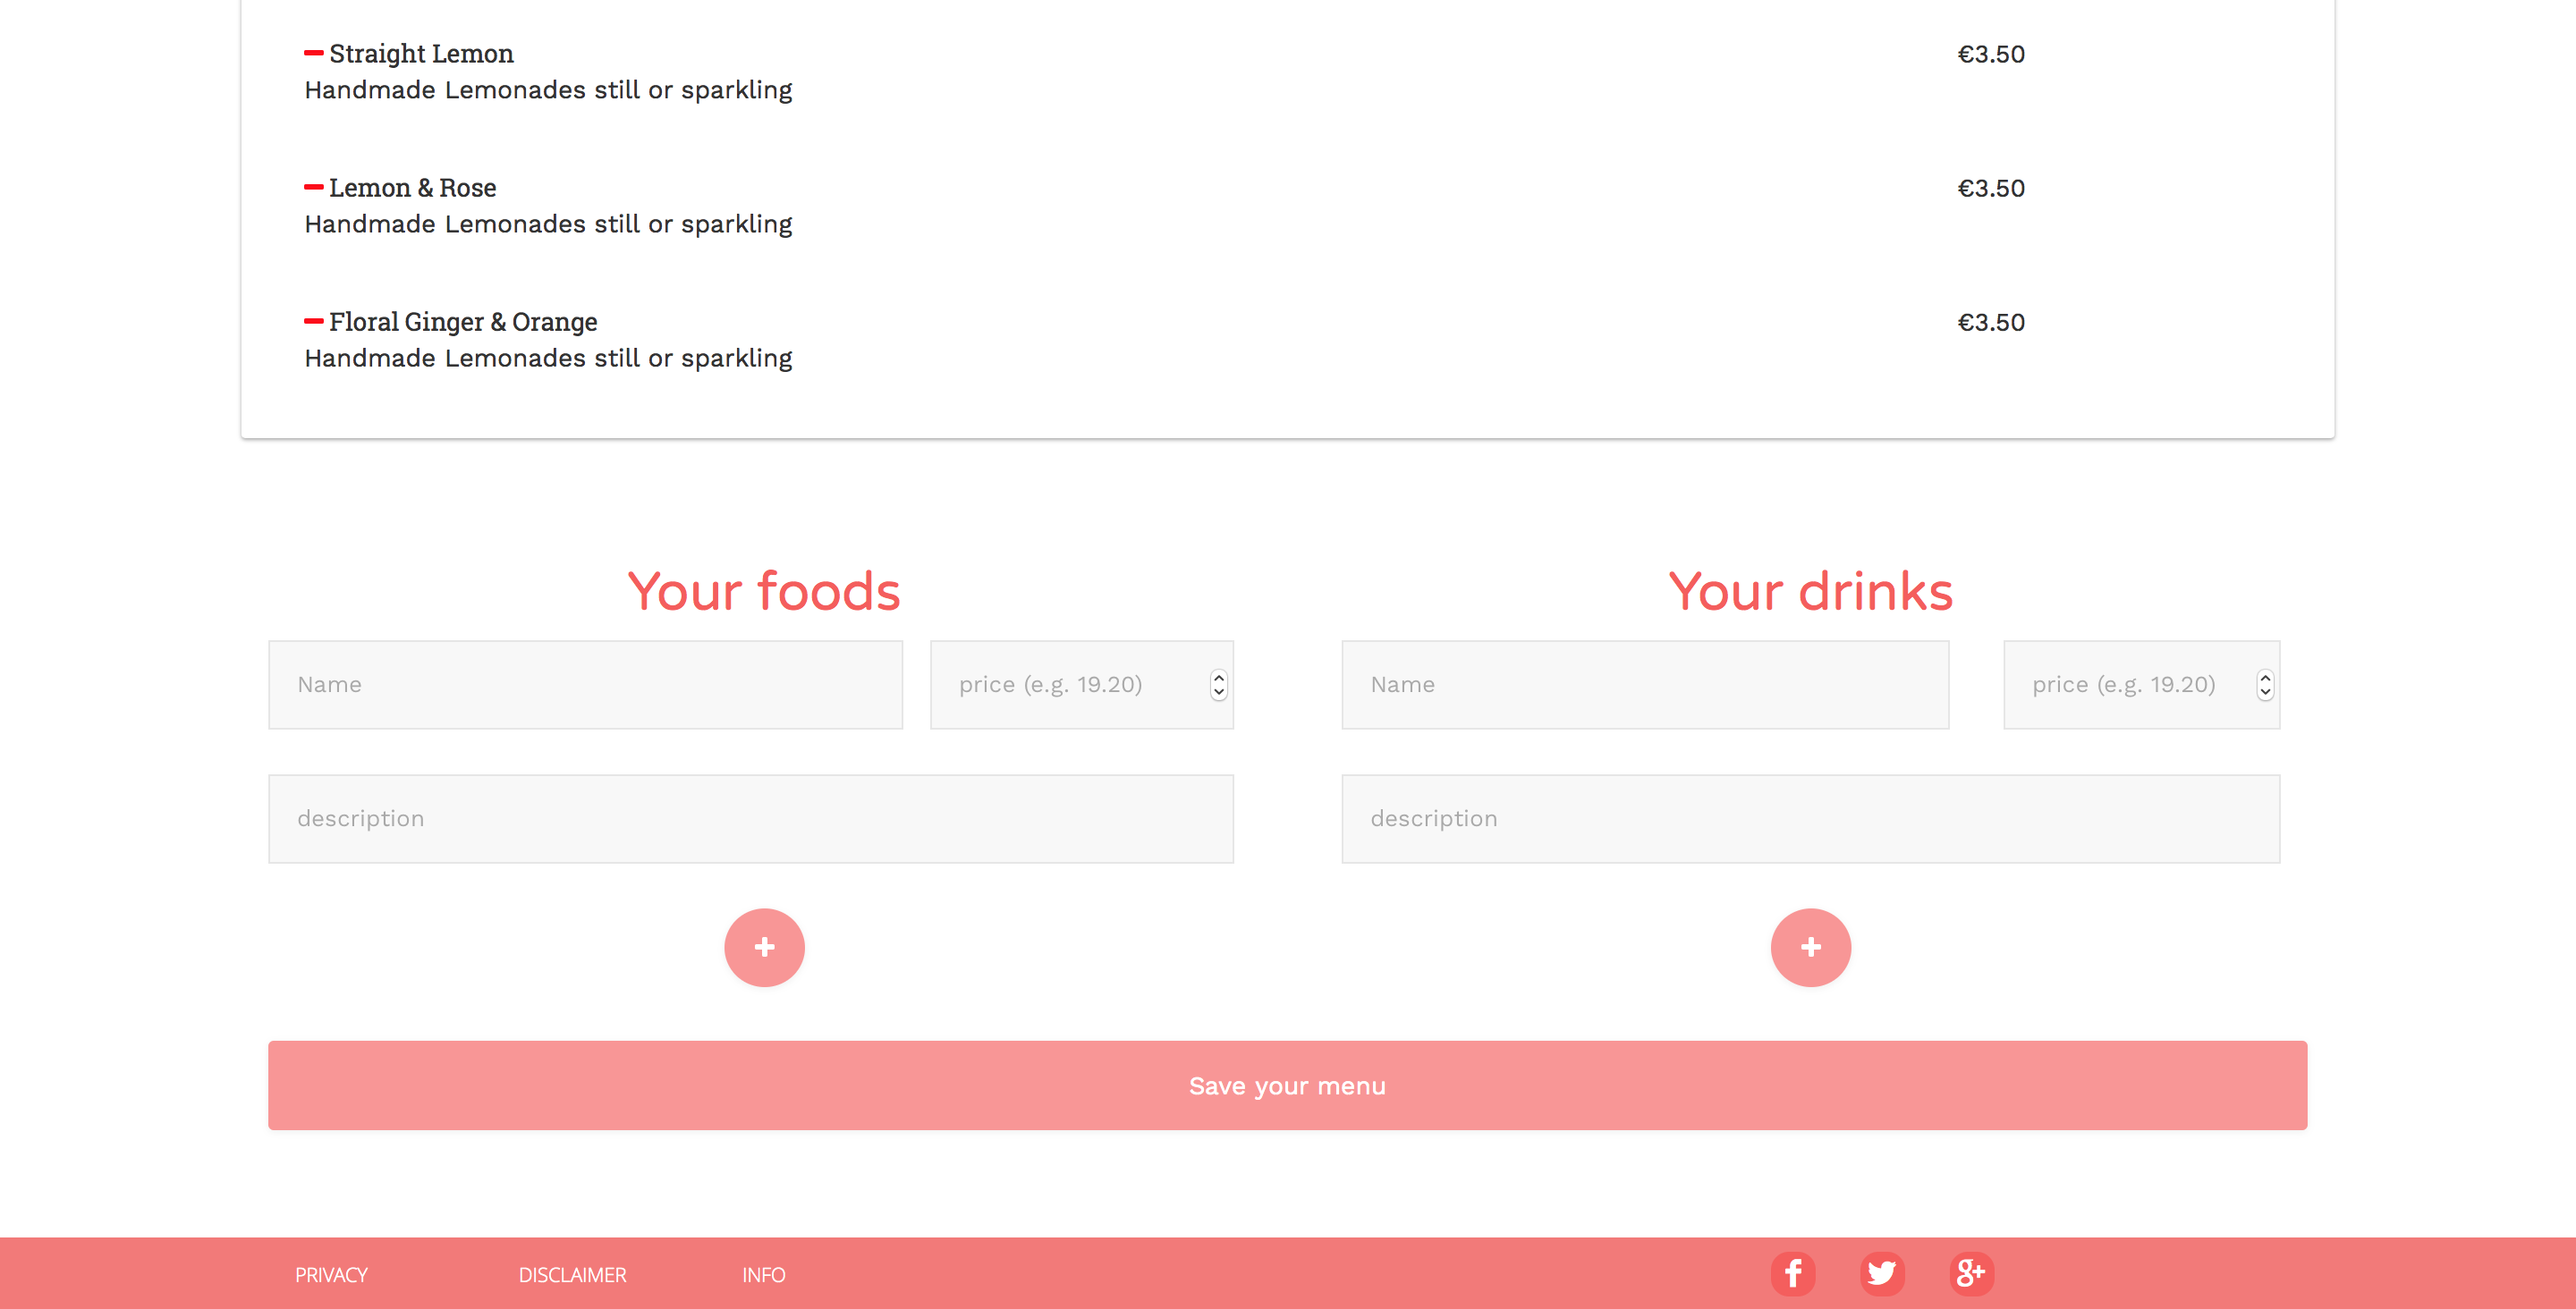 Straight Lemon €3.50
Handmade Lemonades still or sparkling
Lemon & Rose €3.50
Handmade Lemonades still or sparkling
Floral Ginger & Orange €3.50
Handmade Lemonades still or sparkling
Your foods Your drinks
Name price (e.g. 19.20) Name price (e.g. 19.20)
description description
+ +
Save your menu
PRIVACY DISCLAIMER INFO f g+